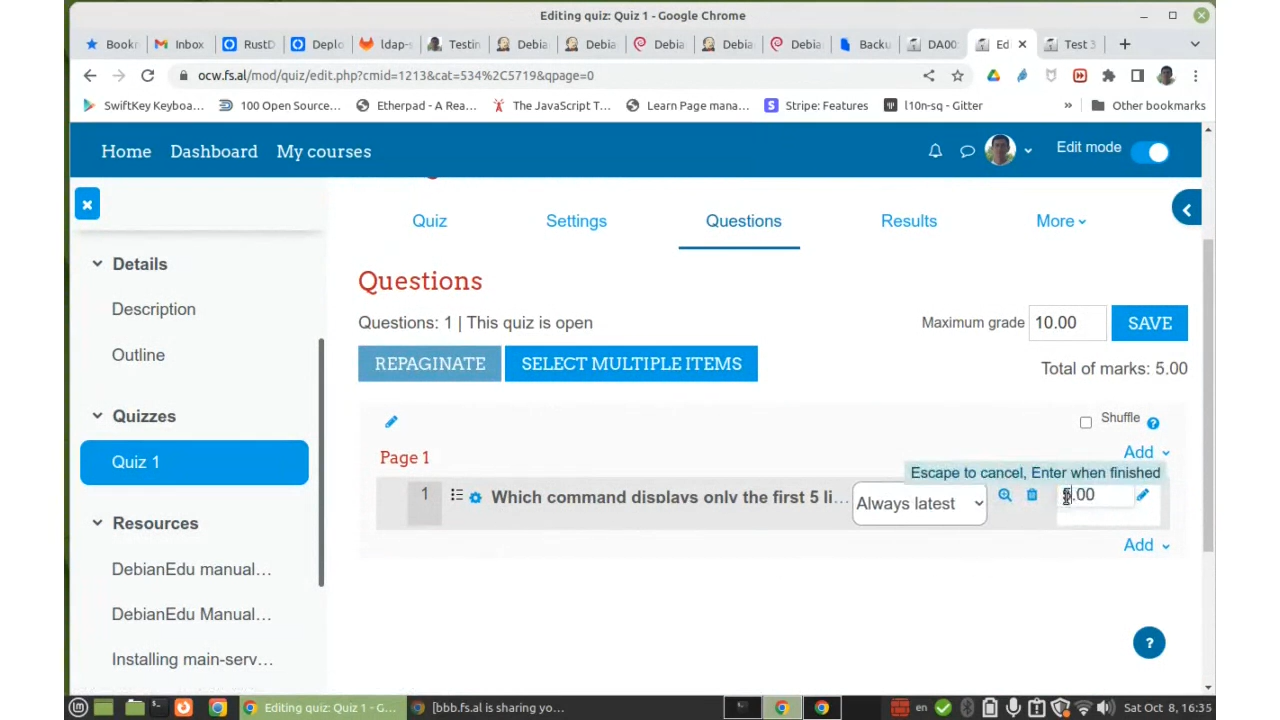 Editing quiz: Quiz 1 - Google Chrome
Bookr Inbox RustD Deplo ldap- Testin Debia Debia Debia Debia Debia Backu DA00 Ed Test 3
ocw.fs.al/mod/quiz/edit.php?cmid=1213&cat=534%2C5719&qpage=0
SwiftKey Keyboa... 100 Open Source... Etherpad - A Rea... The JavaScript T... Learn Page mana... Stripe: Features l10n-sq - Gitter » Other bookmarks
Home Dashboard My courses Edit mode
Quiz Settings Questions Results More
Details
Description
Outline
Quizzes
Quiz 1
Resources
DebianEdu manual...
DebianEdu Manual...
Installing main-serv...
Questions
Questions: 1 | This quiz is open
Maximum grade 10.00 SAVE
REPAGINATE SELECT MULTIPLE ITEMS
Total of marks: 5.00
Shuffle
Page 1 Add
Escape to cancel, Enter when finished
1 Which command displays only the first 5 li... Always latest 5.00
Add
?
Editing quiz: Quiz 1 - G... [bbb.fs.al is sharing yo... en Sat Oct 8, 16:35